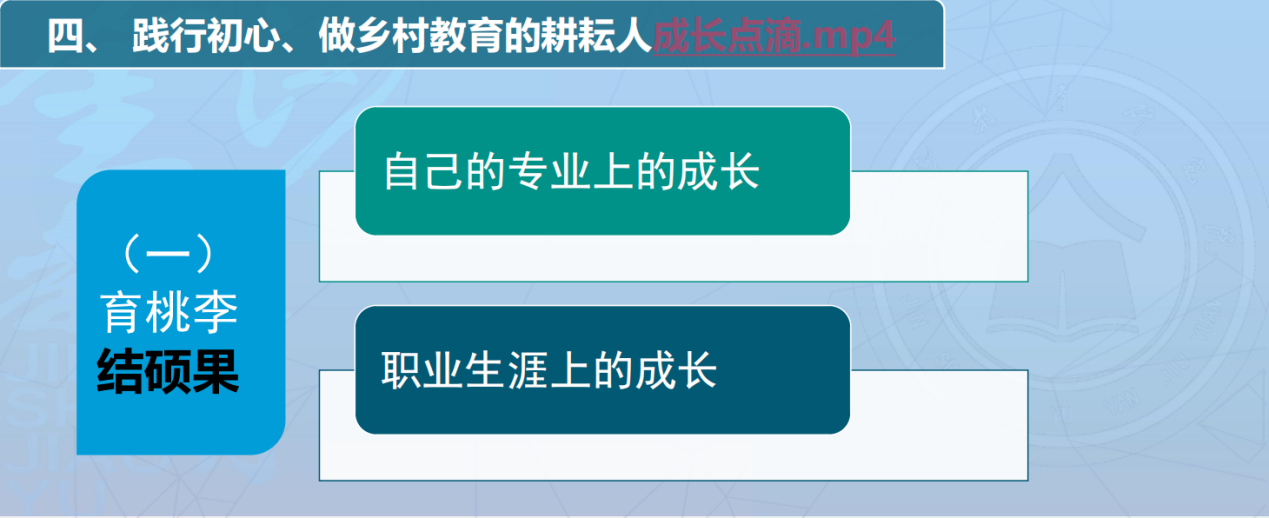 四、 践行初心、做乡村教育的耕耘人成长点滴.mp4
自己的专业上的成长
（一）
育桃李
结硕果
职业生涯上的成长